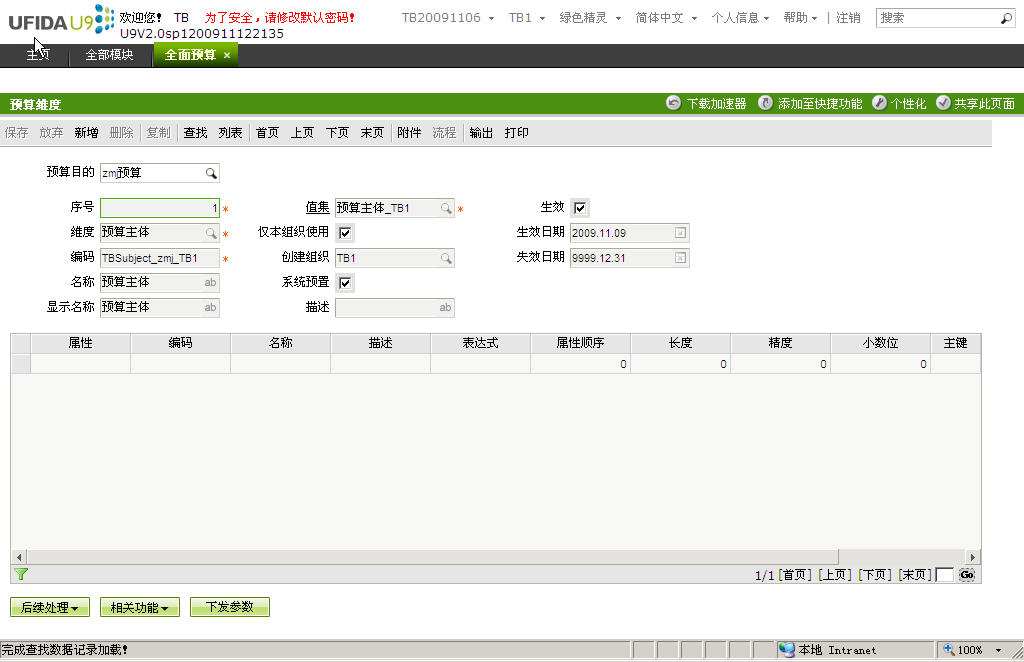 UFIDA U9 欢迎您! TB 为了安全，请修改默认密码! TB20091106 TB1 绿色精灵 简体中文 个人信息 帮助 | 注销 搜索
U9V2.0sp1200911122135
主页 全部模块 全面预算 ×
预算维度 下载加速器 添加至快捷功能 个性化 共享此页面
保存 放弃 新增 删除 复制 查找 列表 首页 上页 下页 末页 附件 流程 输出 打印
预算目的 zmj预算
序号 1 * 值集 预算主体_TB1 * 生效
维度 预算主体 * 仅本组织使用 生效日期 2009.11.09
编码 TBSubject_zmj_TB1 * 创建组织 TB1 失效日期 9999.12.31
名称 预算主体 ab 系统预置
显示名称 预算主体 ab 描述 ab
属性 编码 名称 描述 表达式 属性顺序 长度 精度 小数位 主键
0 0 0 0
1/1 [首页] [上页] [下页] [末页] Go
后续处理 相关功能 下发参数
完成查找数据记录加载! 本地 Intranet 100%